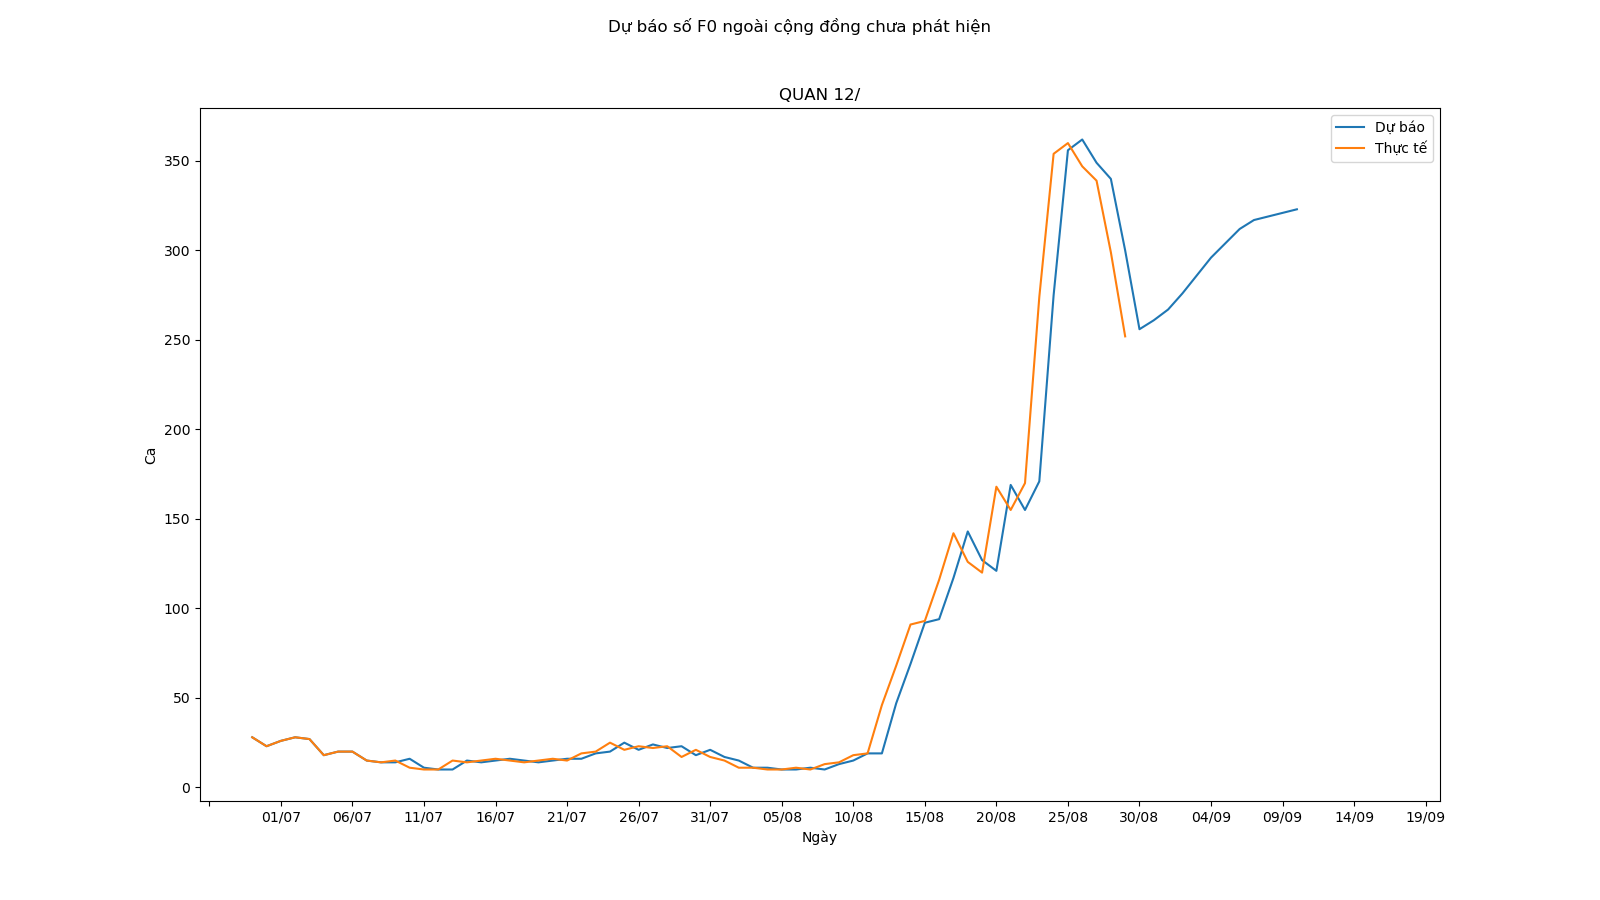 Dự báo số F0 ngoài cộng đồng chưa phát hiện
QUAN 12/
Dự báo
Thực tế
350
300
250
200
150
100
50
0
Ca
01/07 06/07 11/07 16/07 21/07 26/07 31/07 05/08 10/08 15/08 20/08 25/08 30/08 04/09 09/09 14/09 19/09
Ngày